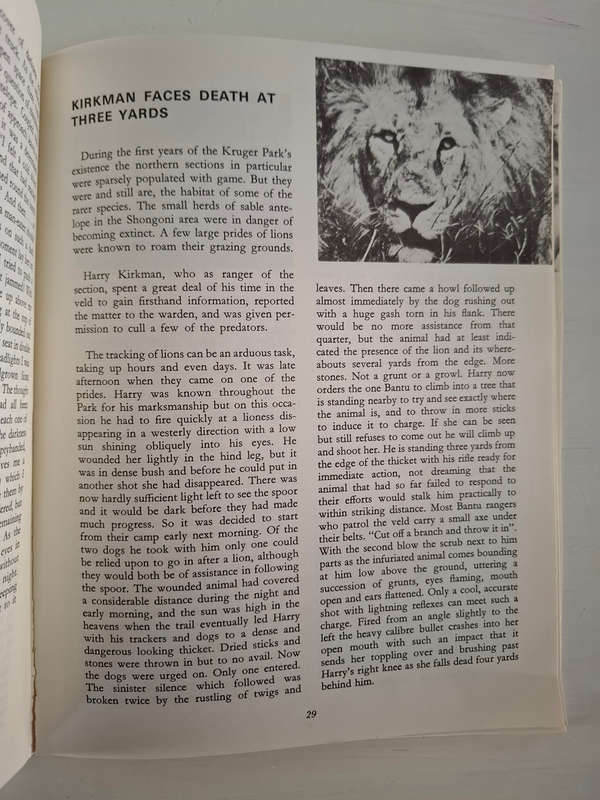 KIRKMAN FACES DEATH AT
THREE YARDS
During the first years of the Kruger Park's
existence the northern sections in particular
were sparsely populated with game. But they
were and still are, the habitat of some of the
rarer species. The small herds of sable ante-
lope in the Shongoni area were in danger of
becoming extinct. A few large prides of lions
were known to roam their grazing grounds.
Harry Kirkman, who as ranger of the
section, spent a great deal of his time in the
veld to gain firsthand information, reported
the matter to the warden, and was given per-
mission to cull a few of the predators.
The tracking of lions can be an arduous task,
taking up hours and even days. It was late
afternoon when they came on one of the
prides. Harry was known throughout the
Park for his marksmanship but on this occa-
sion he had to fire quickly at a lioness dis-
appearing in a westerly direction with a low
sun shining obliquely into his eyes. He
wounded her lightly in the hind leg, but it
was in dense bush and before he could put in
another shot she had disappeared. There was
now hardly sufficient light left to see the spoor
and it would be dark before they had made
much progress. So it was decided to start
from their camp early next morning. Of the
two dogs he took with him only one could
be relied upon to go in after a lion, although
they would both be of assistance in following
the spoor. The wounded animal had covered
a considerable distance during the night and
early morning, and the sun was high in the
heavens when the trail eventually led Harry
with his trackers and dogs to a dense and
dangerous looking thicket. Dried sticks and
stones were thrown in but to no avail. Now
the dogs were urged on. Only one entered.
The sinister silence which followed was
broken twice by the rustling of twigs and
leaves. Then there came a howl followed up
almost immediately by the dog rushing out
with a huge gash torn in his flank. There
would be no more assistance from that
quarter, but the animal had at least indi-
cated the presence of the lion and its where-
abouts several yards from the edge. More
stones. Not a grunt or a growl. Harry now
orders the one Bantu to climb into a tree that
is standing nearby to try and see exactly where
the animal is, and to throw in more sticks
to induce it to charge. If she can be seen
but still refuses to come out he will climb up
and shoot her. He is standing three yards from
the edge of the thicket with his rifle ready for
immediate action, not dreaming that the
animal that had so far failed to respond to
their efforts would stalk him practically to
within striking distance. Most Bantu rangers
who patrol the veld carry a small axe under
their belts. “Cut off a branch and throw it in”.
With the second blow the scrub next to him
parts as the infuriated animal comes bounding
at him low above the ground, uttering a
succession of grunts, eyes flaming, mouth
open and ears flattened. Only a cool, accurate
shot with lightning reflexes can meet such a
charge. Fired from an angle slightly to the
left the heavy calibre bullet crashes into her
open mouth with such an impact that it
sends her toppling over and brushing past
Harry's right knee as she falls dead four yards
behind him.
29